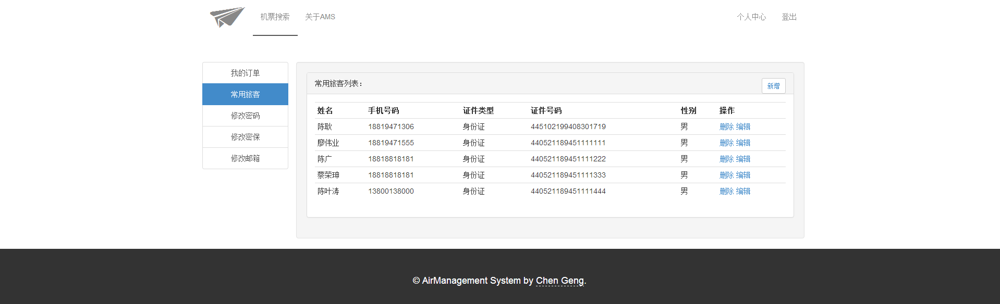 机票搜索 关于AMS 个人中心 登出
我的订单
常用旅客
修改密码
修改密保
修改邮箱
常用旅客列表： 新增
姓名 手机号码 证件类型 证件号码 性别 操作
陈耿 18819471306 身份证 445102199408301719 男 删除 编辑
廖伟业 18819471555 身份证 440521189451111111 男 删除 编辑
陈广 18818818181 身份证 440521189451111222 男 删除 编辑
蔡荣珅 18818818181 身份证 440521189451111333 男 删除 编辑
陈叶涛 13800138000 身份证 440521189451111444 男 删除 编辑
© AirManagement System by Chen Geng.